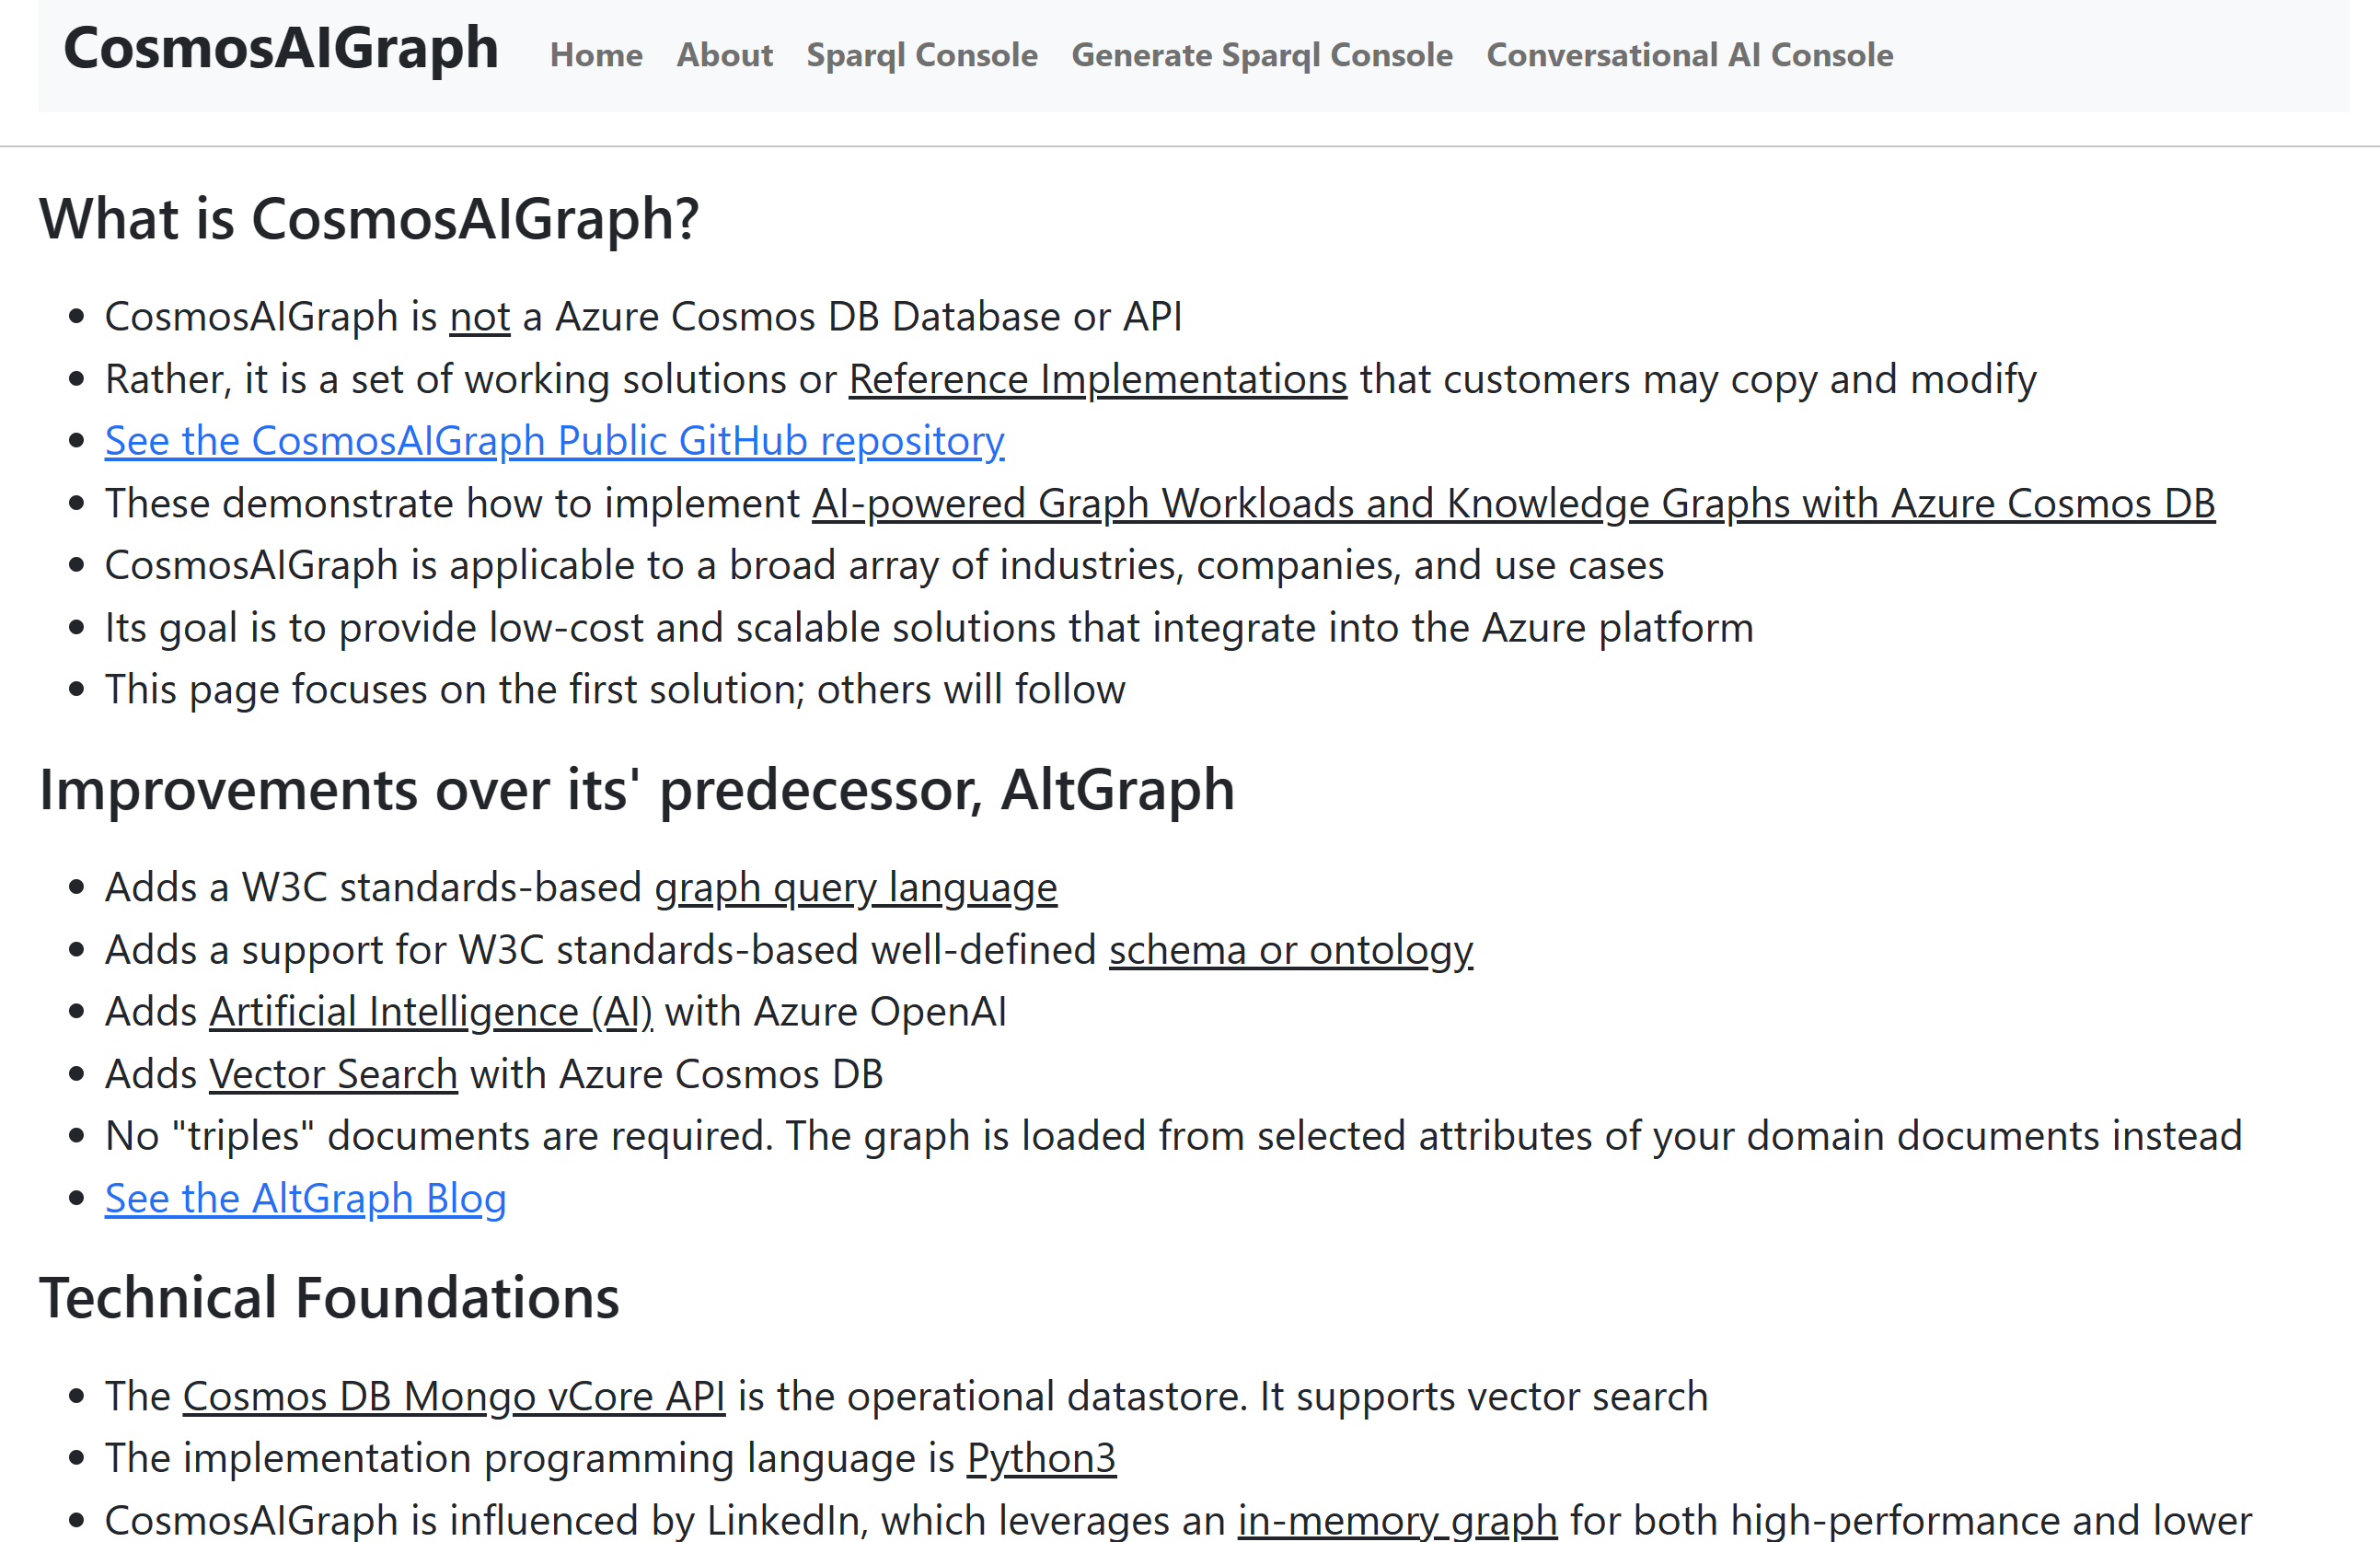 CosmosAIGraph Home About Sparql Console Generate Sparql Console Conversational AI Console
What is CosmosAIGraph?
• CosmosAIGraph is not a Azure Cosmos DB Database or API
• Rather, it is a set of working solutions or Reference Implementations that customers may copy and modify
• See the CosmosAIGraph Public GitHub repository
• These demonstrate how to implement AI-powered Graph Workloads and Knowledge Graphs with Azure Cosmos DB
• CosmosAIGraph is applicable to a broad array of industries, companies, and use cases
• Its goal is to provide low-cost and scalable solutions that integrate into the Azure platform
• This page focuses on the first solution; others will follow
Improvements over its' predecessor, AltGraph
• Adds a W3C standards-based graph query language
• Adds a support for W3C standards-based well-defined schema or ontology
• Adds Artificial Intelligence (AI) with Azure OpenAI
• Adds Vector Search with Azure Cosmos DB
• No "triples" documents are required. The graph is loaded from selected attributes of your domain documents instead
• See the AltGraph Blog
Technical Foundations
• The Cosmos DB Mongo vCore API is the operational datastore. It supports vector search
• The implementation programming language is Python3
• CosmosAIGraph is influenced by LinkedIn, which leverages an in-memory graph for both high-performance and lower